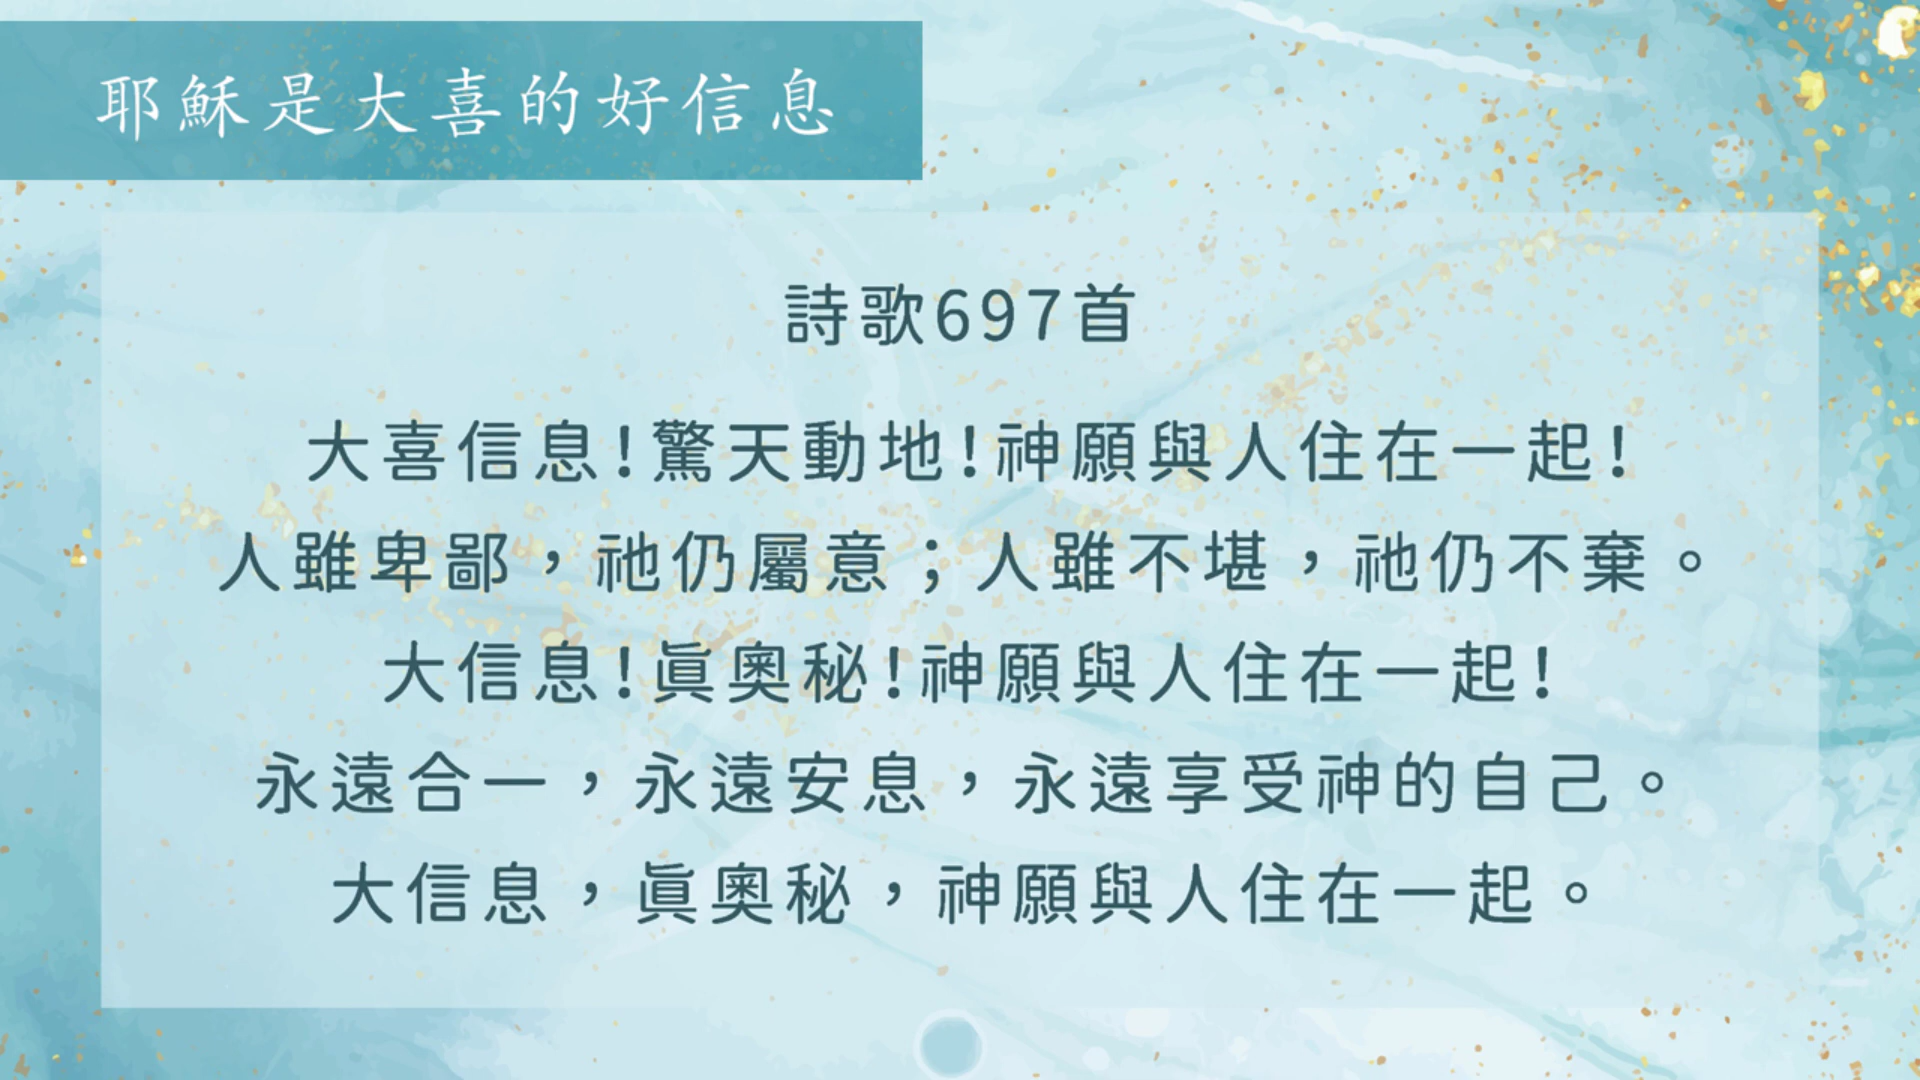 耶穌是大喜的好信息
詩歌697首
大喜信息！驚天動地！神願與人住在一起！
人雖卑鄙，祂仍屬意；人雖不堪，祂仍不棄。
大信息！眞奧秘！神願與人住在一起！
永遠合一，永遠安息，永遠享受神的自己。
大信息，眞奧秘，神願與人住在一起。